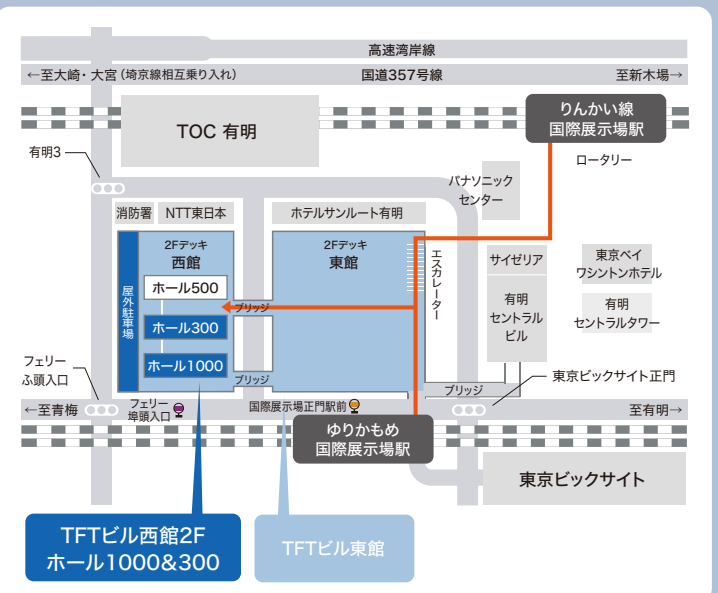 高速湾岸線
←至大崎・大宮(埼京線相互乗り入れ)
国道357号線
至新木場→
TOC 有明
りんかい線
国際展示場駅
有明3
ロータリー
パナソニック
センター
消防署
NTT東日本
ホテルサンルート有明
2Fデッキ
西館
2Fデッキ
東館
エスカレーター
サイゼリア
東京ベイ
ワシントンホテル
屋外駐車場
ホール500
ブリッジ
ホール300
有明
セントラル
ビル
有明
セントラルタワー
フェリー
ふ頭入口
ホール1000
ブリッジ
ブリッジ
東京ビックサイト正門
←至青梅
フェリー
埠頭入口
国際展示場正門駅前
至有明→
ゆりかもめ
国際展示場駅
東京ビックサイト
TFTビル西館2F
ホール1000&300
TFTビル東館